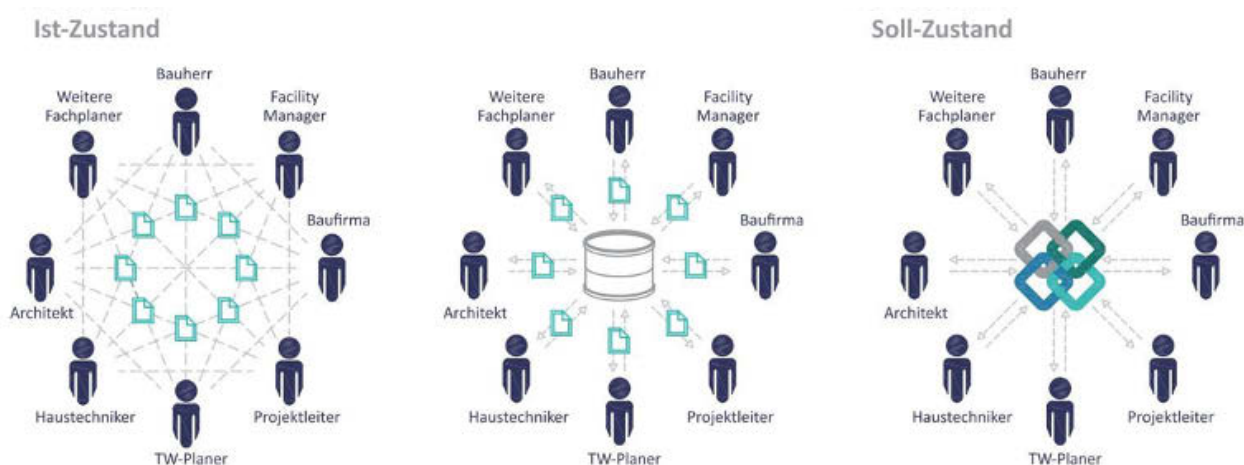 Ist-Zustand
Bauherr
Weitere
Fachplaner
Facility
Manager
Baufirma
Architekt
Haustechniker
Projektleiter
TW-Planer
Bauherr
Weitere
Fachplaner
Facility
Manager
Baufirma
Architekt
Haustechniker
Projektleiter
TW-Planer
Soll-Zustand
Bauherr
Weitere
Fachplaner
Facility
Manager
Baufirma
Architekt
Haustechniker
Projektleiter
TW-Planer